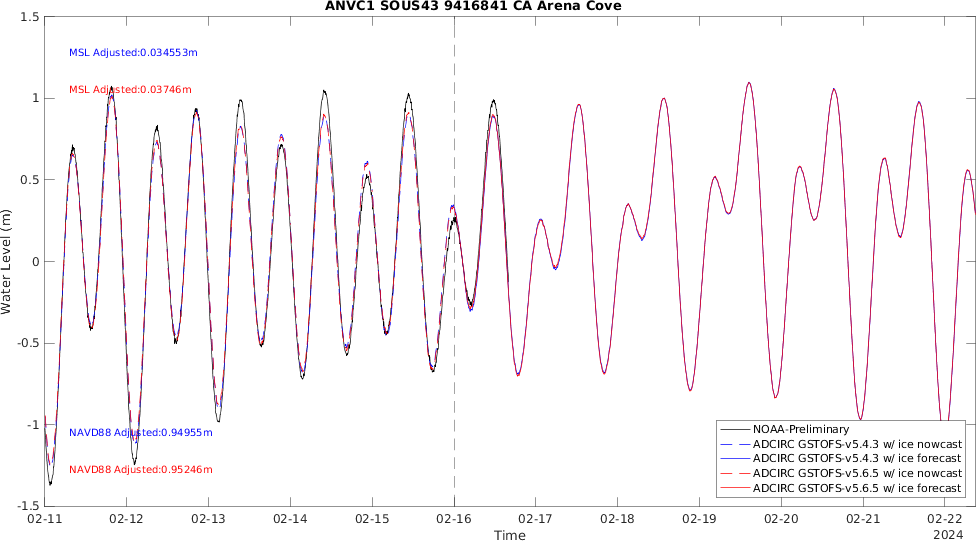 ANVC1 SOUS43 9416841 CA Arena Cove
1.5
1
0.5
0
-0.5
-1
-1.5
Water Level (m)
MSL Adjusted:0.034553m
MSL Adjusted:0.03746m
NAVD88 Adjusted:0.94955m
NAVD88 Adjusted:0.95246m
NOAA-Preliminary
ADCIRC GSTOFS-v5.4.3 w/ ice nowcast
ADCIRC GSTOFS-v5.4.3 w/ ice forecast
ADCIRC GSTOFS-v5.6.5 w/ ice nowcast
ADCIRC GSTOFS-v5.6.5 w/ ice forecast
02-11 02-12 02-13 02-14 02-15 02-16 02-17 02-18 02-19 02-20 02-21 02-22
2024
Time